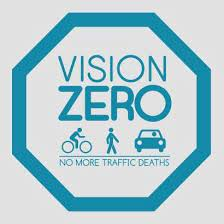 VISION
ZERO
NO MORE TRAFFIC DEATHS